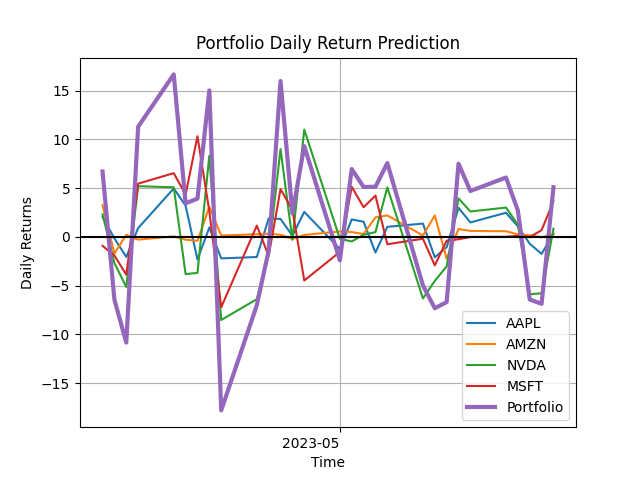 Portfolio Daily Return Prediction
Daily Returns
15
10
5
0
−5
−10
−15
AAPL
AMZN
NVDA
MSFT
Portfolio
2023-05
Time